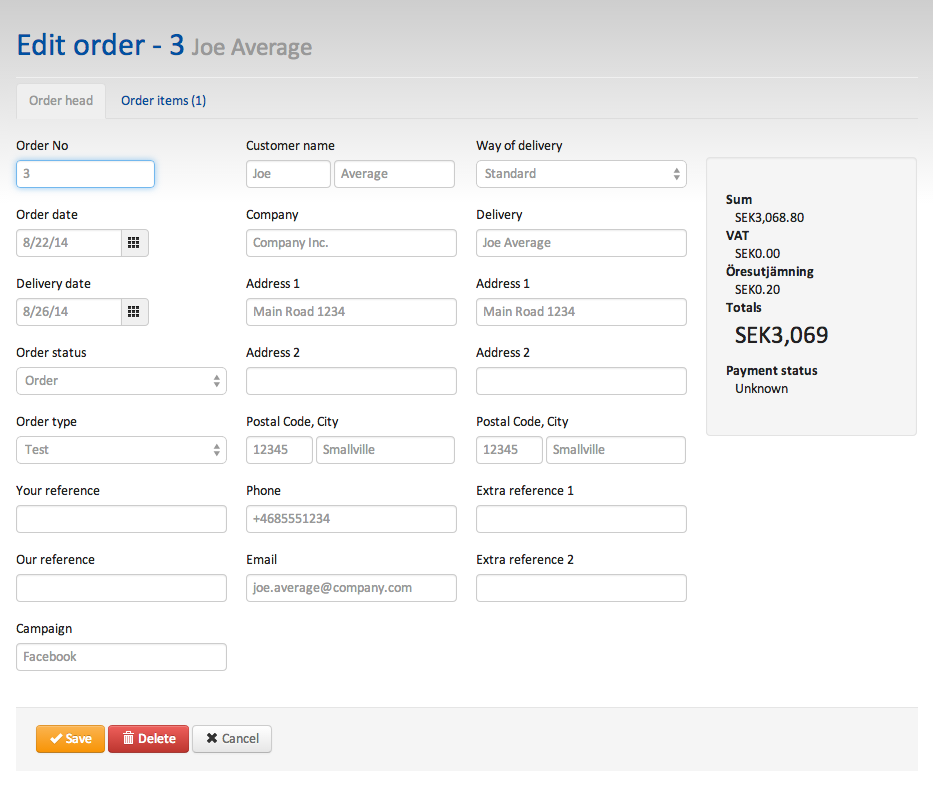 Edit order - 3 Joe Average
Order head Order items (1)
Order No
3
Order date
8/22/14
Delivery date
8/26/14
Order status
Order
Order type
Test
Your reference
Our reference
Campaign
Facebook
Customer name
Joe Average
Company
Company Inc.
Address 1
Main Road 1234
Address 2
Postal Code, City
12345 Smallville
Phone
+4685551234
Email
joe.average@company.com
Way of delivery
Standard
Delivery
Joe Average
Address 1
Main Road 1234
Address 2
Postal Code, City
12345 Smallville
Extra reference 1
Extra reference 2
Sum
SEK3,068.80
VAT
SEK0.00
Öresutjämning
SEK0.20
Totals
SEK3,069
Payment status
Unknown
Save Delete Cancel